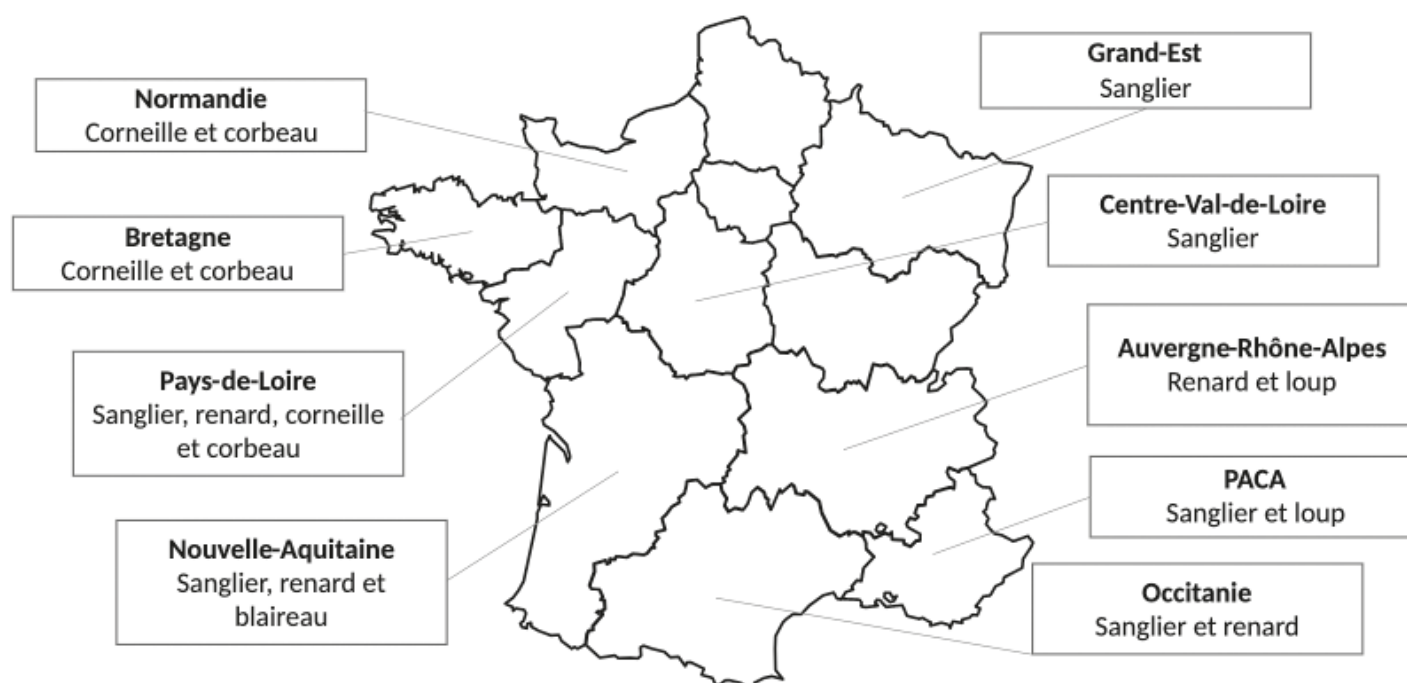 Normandie
Corneille et corbeau
Bretagne
Corneille et corbeau
Pays-de-Loire
Sanglier, renard, corneille
et corbeau
Nouvelle-Aquitaine
Sanglier, renard et
blaireau
Grand-Est
Sanglier
Centre-Val-de-Loire
Sanglier
Auvergne-Rhône-Alpes
Renard et loup
PACA
Sanglier et loup
Occitanie
Sanglier et renard